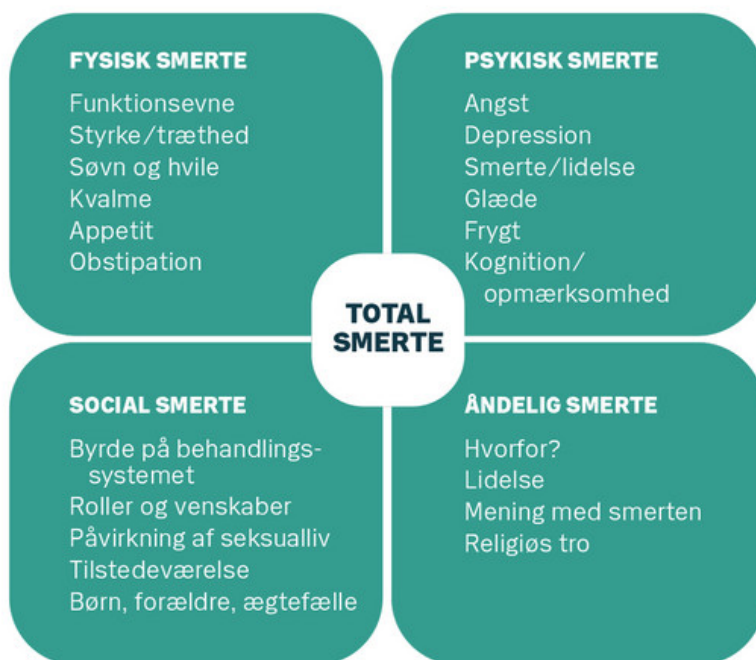 FYSISK SMERTE
Funktionsevne
Styrke/træthed
Søvn og hvile
Kvalme
Appetit
Obstipation
PSYKISK SMERTE
Angst
Depression
Smerte/lidelse
Glæde
Frygt
Kognition/
opmærksomhed
TOTAL
SMERTE
SOCIAL SMERTE
Byrde på behandlings-
systemet
Roller og venskaber
Påvirkning af seksualliv
Tilstedeværelse
Børn, forældre, ægtefælle
ÅNDELIG SMERTE
Hvorfor?
Lidelse
Mening med smerten
Religiøs tro